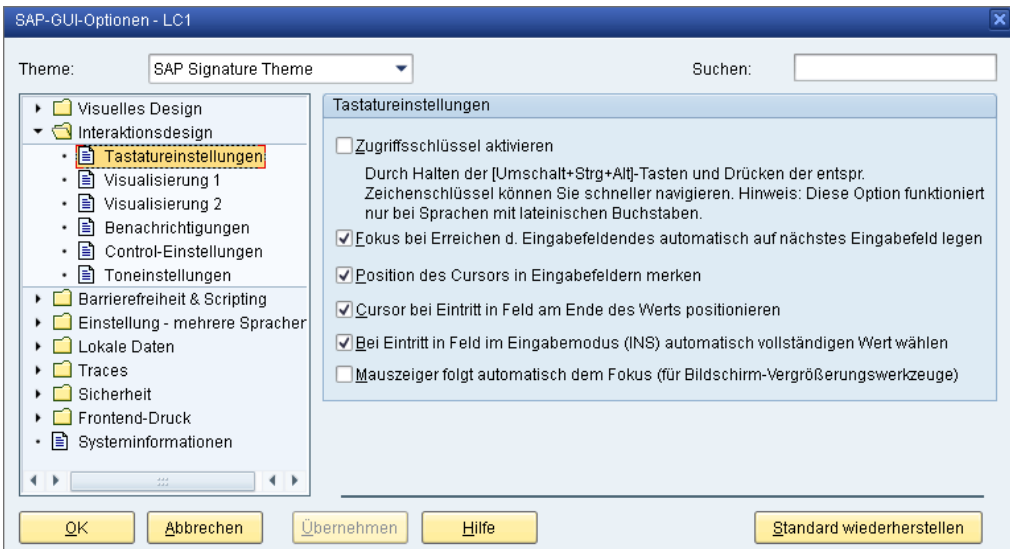 SAP-GUI-Optionen - LC1
Theme:
SAP Signature Theme
Suchen:
Visuelles Design
Interaktionsdesign
Tastatureinstellungen
Visualisierung 1
Visualisierung 2
Benachrichtigungen
Control-Einstellungen
Toneinstellungen
Barrierefreiheit & Scripting
Einstellung - mehrere Sprachen
Lokale Daten
Traces
Sicherheit
Frontend-Druck
Systeminformationen
Tastatureinstellungen
Zugriffsschlüssel aktivieren
Durch Halten der [Umschalt+Strg+Alt]-Tasten und Drücken der entspr.
Zeichenschlüssel können Sie schneller navigieren. Hinweis: Diese Option funktioniert
nur bei Sprachen mit lateinischen Buchstaben.
Fokus bei Erreichen d. Eingabefeldendes automatisch auf nächstes Eingabefeld legen
Position des Cursors in Eingabefeldern merken
Cursor bei Eintritt in Feld am Ende des Werts positionieren
Bei Eintritt in Feld im Eingabemodus (INS) automatisch vollständigen Wert wählen
Mauszeiger folgt automatisch dem Fokus (für Bildschirm-Vergrößerungswerkzeuge)
OK
Abbrechen
Übernehmen
Hilfe
Standard wiederherstellen